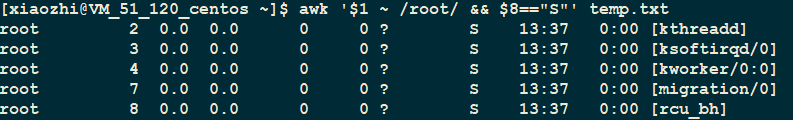 [xiaozhi@VM_51_120_centos ~]$ awk '$1 ~ /root/ && $8=="S"' temp.txt
root         2  0.0  0.0      0     0 ?        S    13:37   0:00 [kthreadd]
root         3  0.0  0.0      0     0 ?        S    13:37   0:00 [ksoftirqd/0]
root         4  0.0  0.0      0     0 ?        S    13:37   0:00 [kworker/0:0]
root         7  0.0  0.0      0     0 ?        S    13:37   0:00 [migration/0]
root         8  0.0  0.0      0     0 ?        S    13:37   0:00 [rcu_bh]